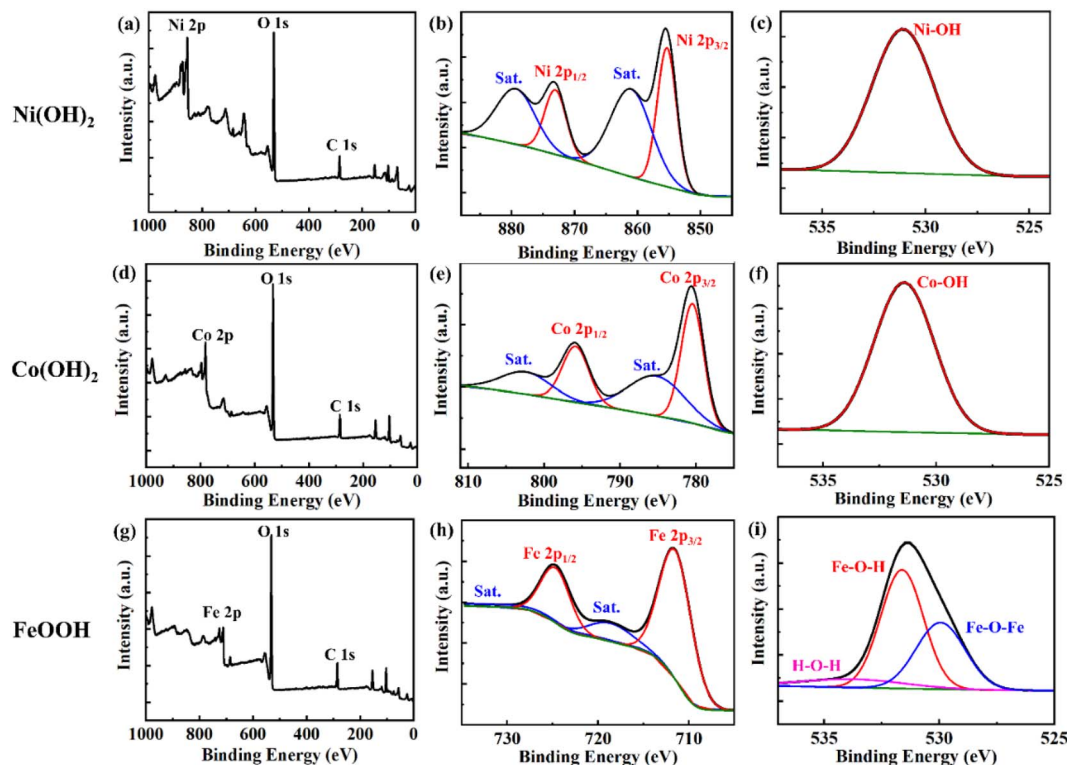 Ni(OH)₂
(a)
Ni 2p
O 1s
C 1s
Intensity (a.u.)
1000 800 600 400 200 0
Binding Energy (eV)
(b)
Sat.
Ni 2p₁/₂
Sat.
Ni 2p₃/₂
Intensity (a.u.)
880 870 860 850
Binding Energy (eV)
(c)
Ni-OH
Intensity (a.u.)
535 530 525
Binding Energy (eV)
Co(OH)₂
(d)
O 1s
Co 2p
C 1s
Intensity (a.u.)
1000 800 600 400 200 0
Binding Energy (eV)
(e)
Co 2p₃/₂
Co 2p₁/₂
Sat.
Sat.
Intensity (a.u.)
810 800 790 780
Binding Energy (eV)
(f)
Co-OH
Intensity (a.u.)
535 530 525
Binding Energy (eV)
FeOOH
(g)
O 1s
Fe 2p
C 1s
Intensity (a.u.)
1000 800 600 400 200 0
Binding Energy (eV)
(h)
Fe 2p₃/₂
Fe 2p₁/₂
Sat.
Sat.
Intensity (a.u.)
730 720 710
Binding Energy (eV)
(i)
Fe-O-H
Fe-O-Fe
H-O-H
Intensity (a.u.)
535 530 525
Binding Energy (eV)